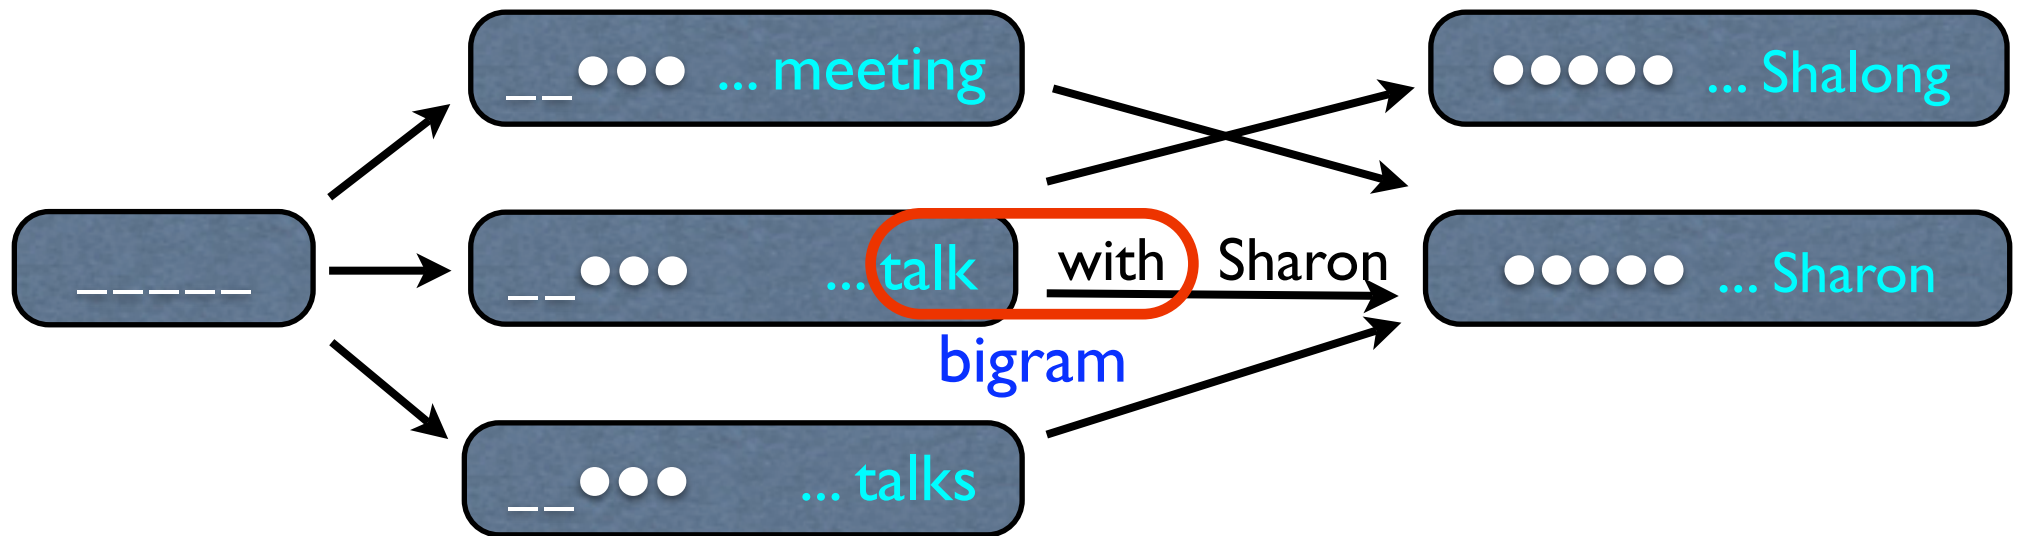 _ _ ●●● ... meeting
●●●●● ... Shalong
_ _ _ _ _
_ _ ●●● ... talk
with Sharon
●●●●● ... Sharon
bigram
_ _ ●●● ... talks